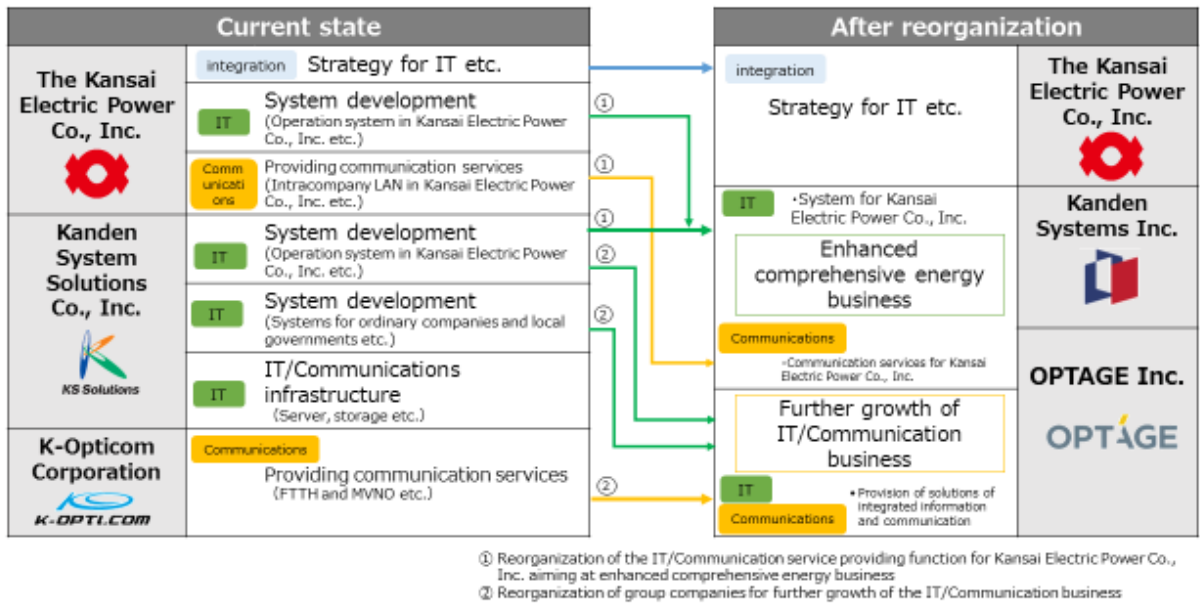 Current state
The Kansai
Electric Power
Co., Inc.
integration Strategy for IT etc.
IT
System development
(Operation system in Kansai Electric Power
Co., Inc. etc.)
Comm
unicati
ons
Providing communication services
(Intracompany LAN in Kansai Electric Power
Co., Inc. etc.)
Kanden
System
Solutions
Co., Inc.
KS Solutions
IT
System development
(Operation system in Kansai Electric Power
Co., Inc. etc.)
IT
System development
(Systems for ordinary companies and local
governments etc.)
IT
IT/Communications
infrastructure
(Server, storage etc.)
K-Opticom
Corporation
K-OPTI.COM
Communications
Providing communication services
(FTTH and MVNO etc.)
①
①
①
②
②
②
After reorganization
integration
Strategy for IT etc.
The Kansai
Electric Power
Co., Inc.
IT
・System for Kansai
Electric Power Co., Inc.
Enhanced
comprehensive energy
business
Kanden
Systems Inc.
Communications
・Communication services for Kansai
Electric Power Co., Inc.
Further growth of
IT/Communication
business
IT
Communications
• Provision of solutions of
integrated information
and communication
OPTAGE Inc.
OPTAGE
① Reorganization of the IT/Communication service providing function for Kansai Electric Power Co.,
Inc. aiming at enhanced comprehensive energy business
② Reorganization of group companies for further growth of the IT/Communication business